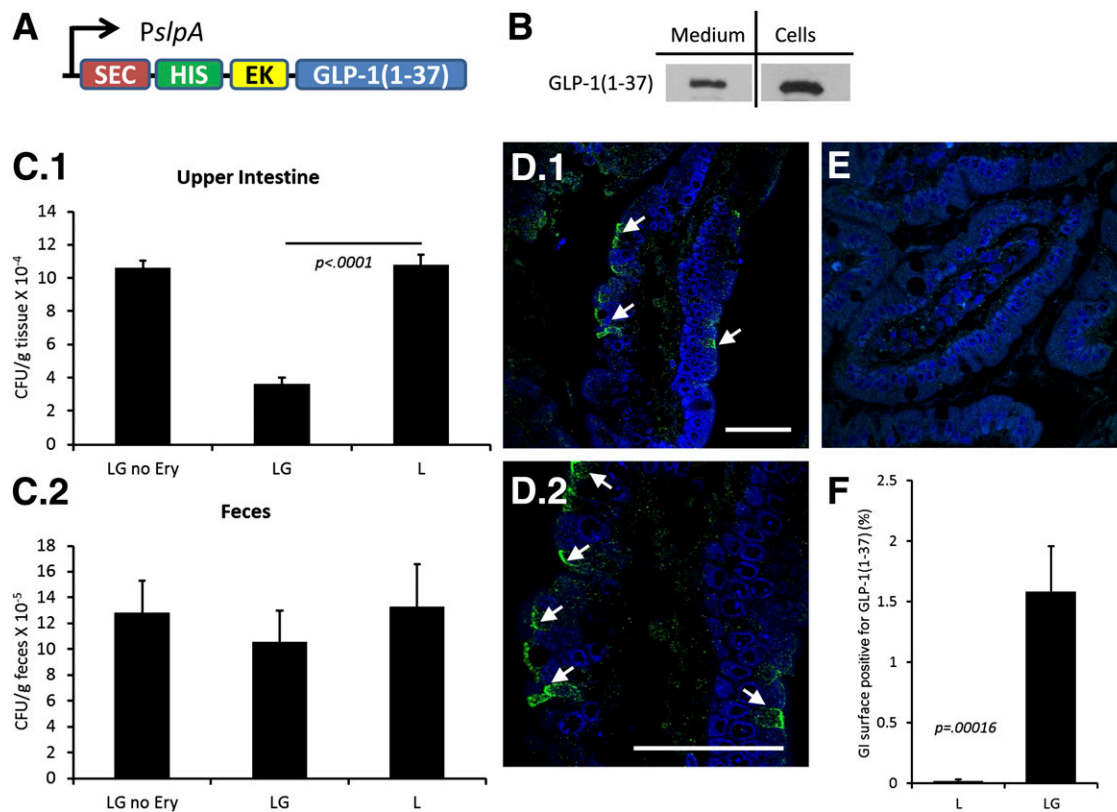 A
PslpA
SEC HIS EK GLP-1(1-37)
B
Medium Cells
GLP-1(1-37)
C.1
Upper Intestine
CFU/g tissue X 10-4
14
12
10
8
6
4
2
0
p<.0001
LG no Ery LG L
C.2
Feces
CFU/g feces X 10-5
18
16
14
12
10
8
6
4
2
0
LG no Ery LG L
D.1
D.2
E
F
GI surface positive for GLP-1(1-37) (%)
2.5
2
1.5
1
0.5
0
p=.00016
L LG